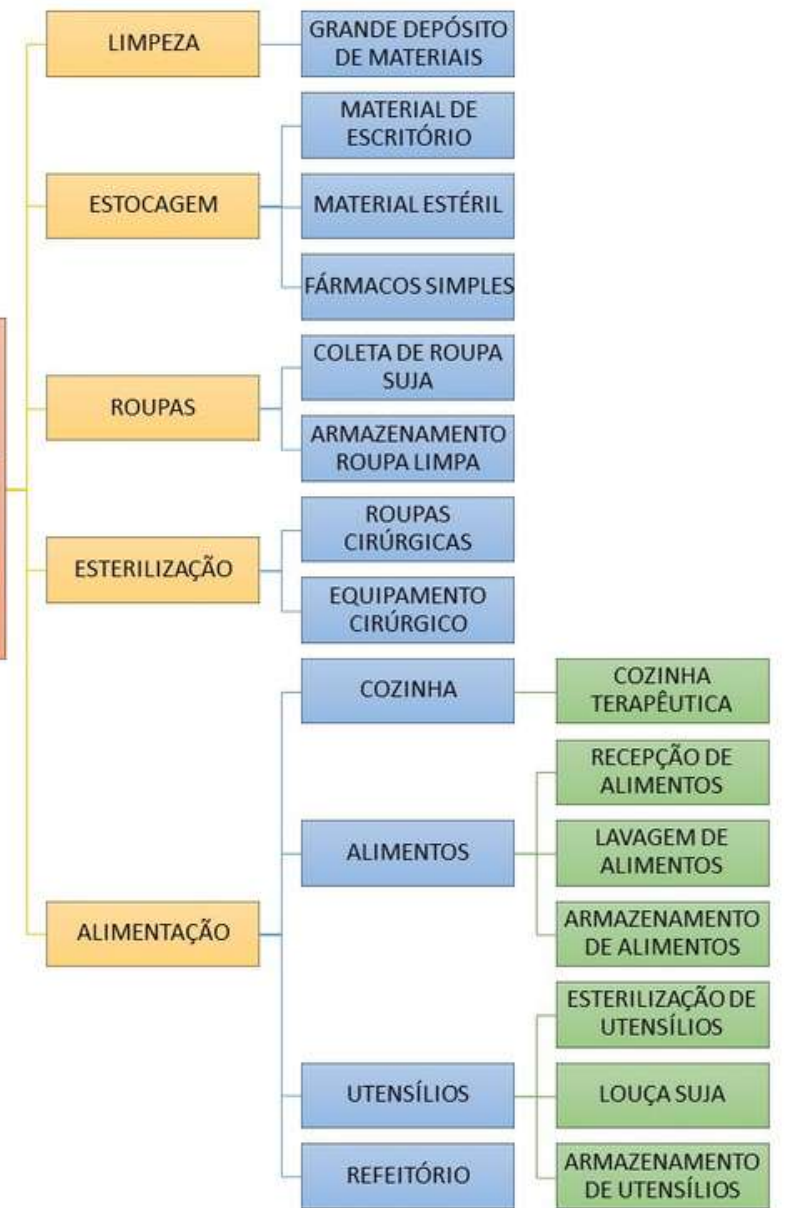 LIMPEZA
GRANDE DEPÓSITO
DE MATERIAIS
ESTOCAGEM
MATERIAL DE
ESCRITÓRIO
MATERIAL ESTÉRIL
FÁRMACOS SIMPLES
ROUPAS
COLETA DE ROUPA
SUJA
ARMAZENAMENTO
ROUPA LIMPA
ESTERILIZAÇÃO
ROUPAS
CIRÚRGICAS
EQUIPAMENTO
CIRÚRGICO
ALIMENTAÇÃO
COZINHA
COZINHA
TERAPÊUTICA
ALIMENTOS
RECEPÇÃO DE
ALIMENTOS
LAVAGEM DE
ALIMENTOS
ARMAZENAMENTO
DE ALIMENTOS
UTENSÍLIOS
ESTERILIZAÇÃO DE
UTENSÍLIOS
LOUÇA SUJA
ARMAZENAMENTO
DE UTENSÍLIOS
REFEITÓRIO